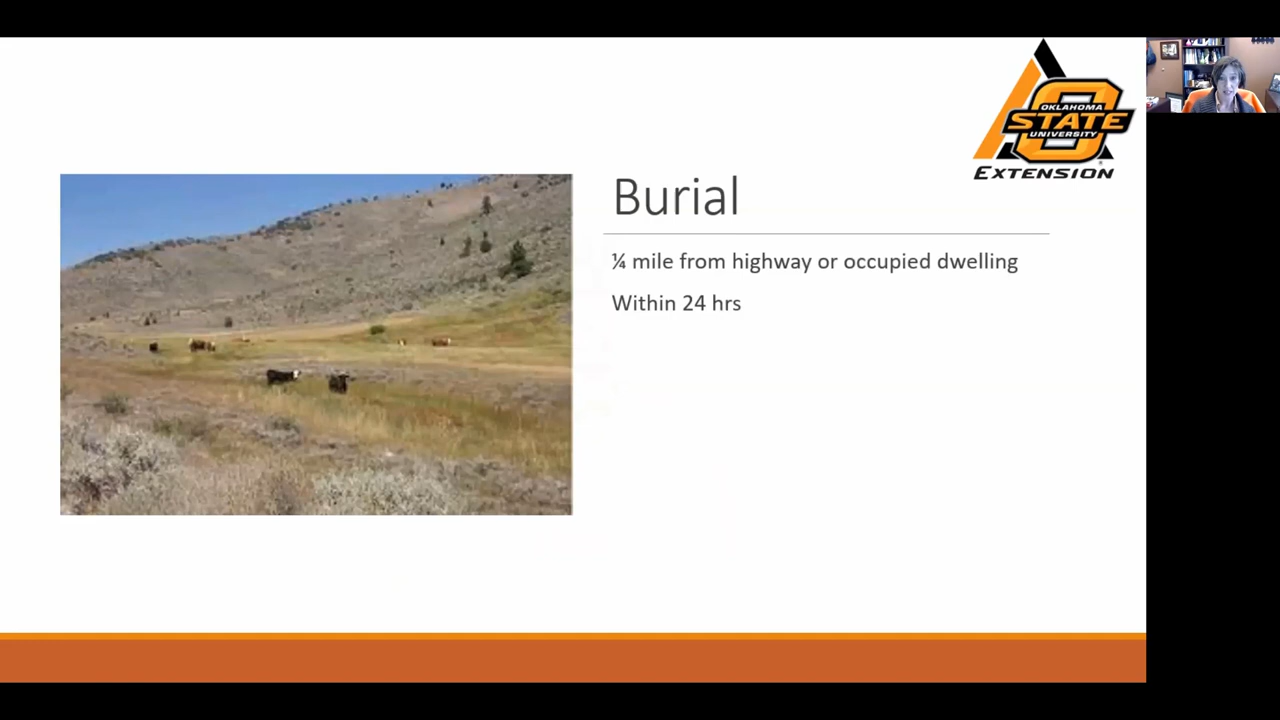 OKLAHOMA
STATE
UNIVERSITY
EXTENSION
Burial
¼ mile from highway or occupied dwelling
Within 24 hrs